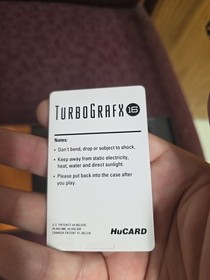 TURBOGRAFX 16
Notes:
• Don't bend, drop or subject to shock.
• Keep away from static electricity,
heat, water and direct sunlight.
• Please put back into the case after
you play.
HuCARD